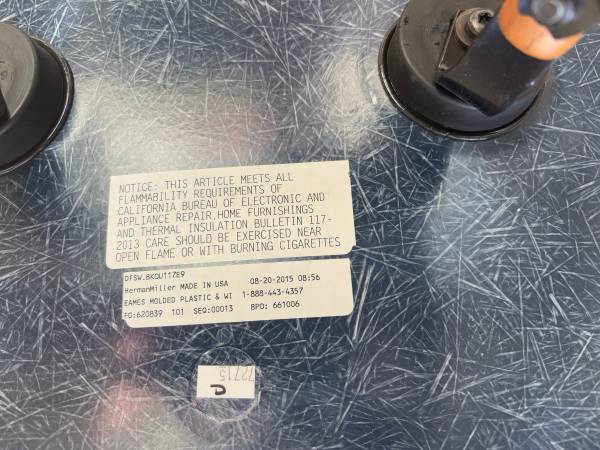 NOTICE: THIS ARTICLE MEETS ALL
FLAMMABILITY REQUIREMENTS OF
CALIFORNIA BUREAU OF ELECTRONIC AND
APPLIANCE REPAIR,HOME FURNISHINGS
AND THERMAL INSULATION BULLETIN 117-
2013 CARE SHOULD BE EXERCISED NEAR
OPEN FLAME OR WITH BURNING CIGARETTES
DFSW.BKOU117E9
HermanMiller MADE IN USA 08-20-2015 08:56
EAMES MOLDED PLASTIC & WI 1-888-443-4357
FO:620839 101 SEQ:00013 BPO: 661006
72715
D